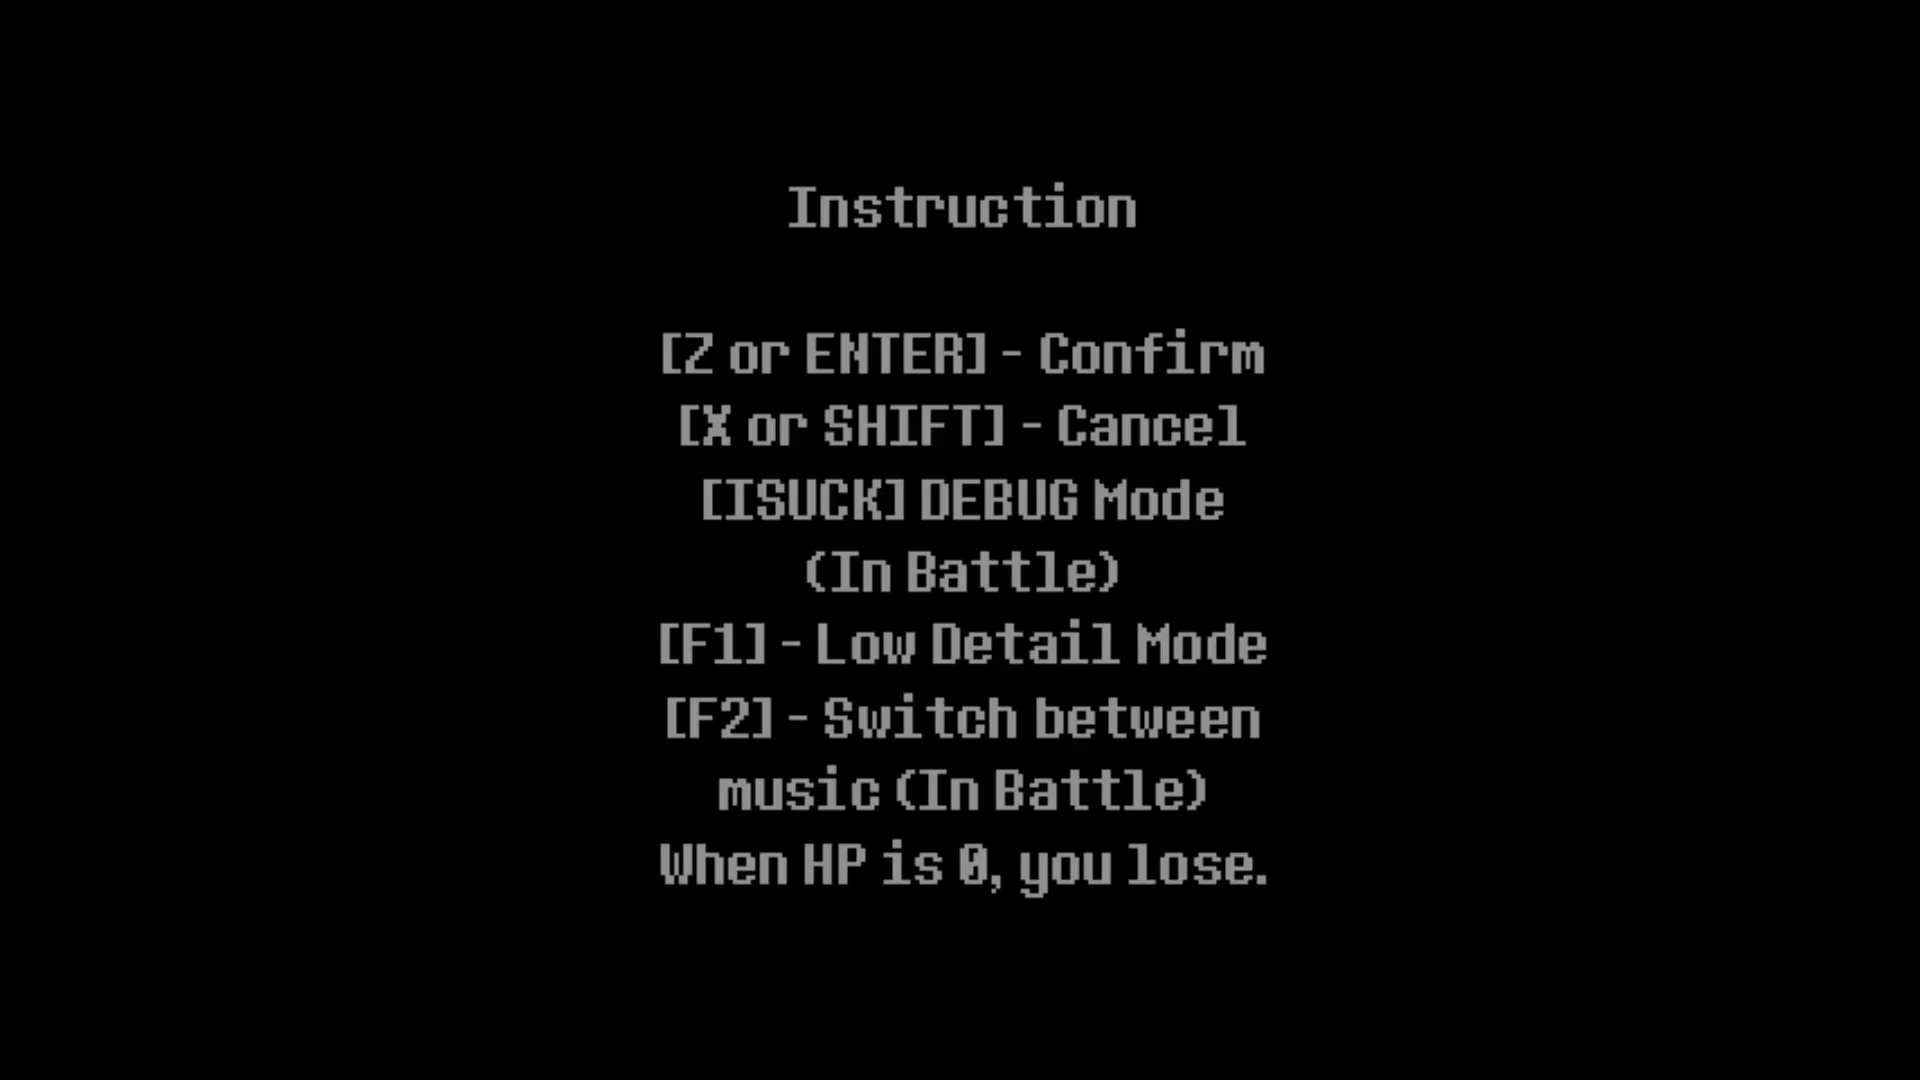 Instruction
[Z or ENTER] - Confirm
[X or SHIFT] - Cancel
[ISUCK] DEBUG Mode
(In Battle)
[F1] - Low Detail Mode
[F2] - Switch between
music (In Battle)
When HP is 0, you lose.